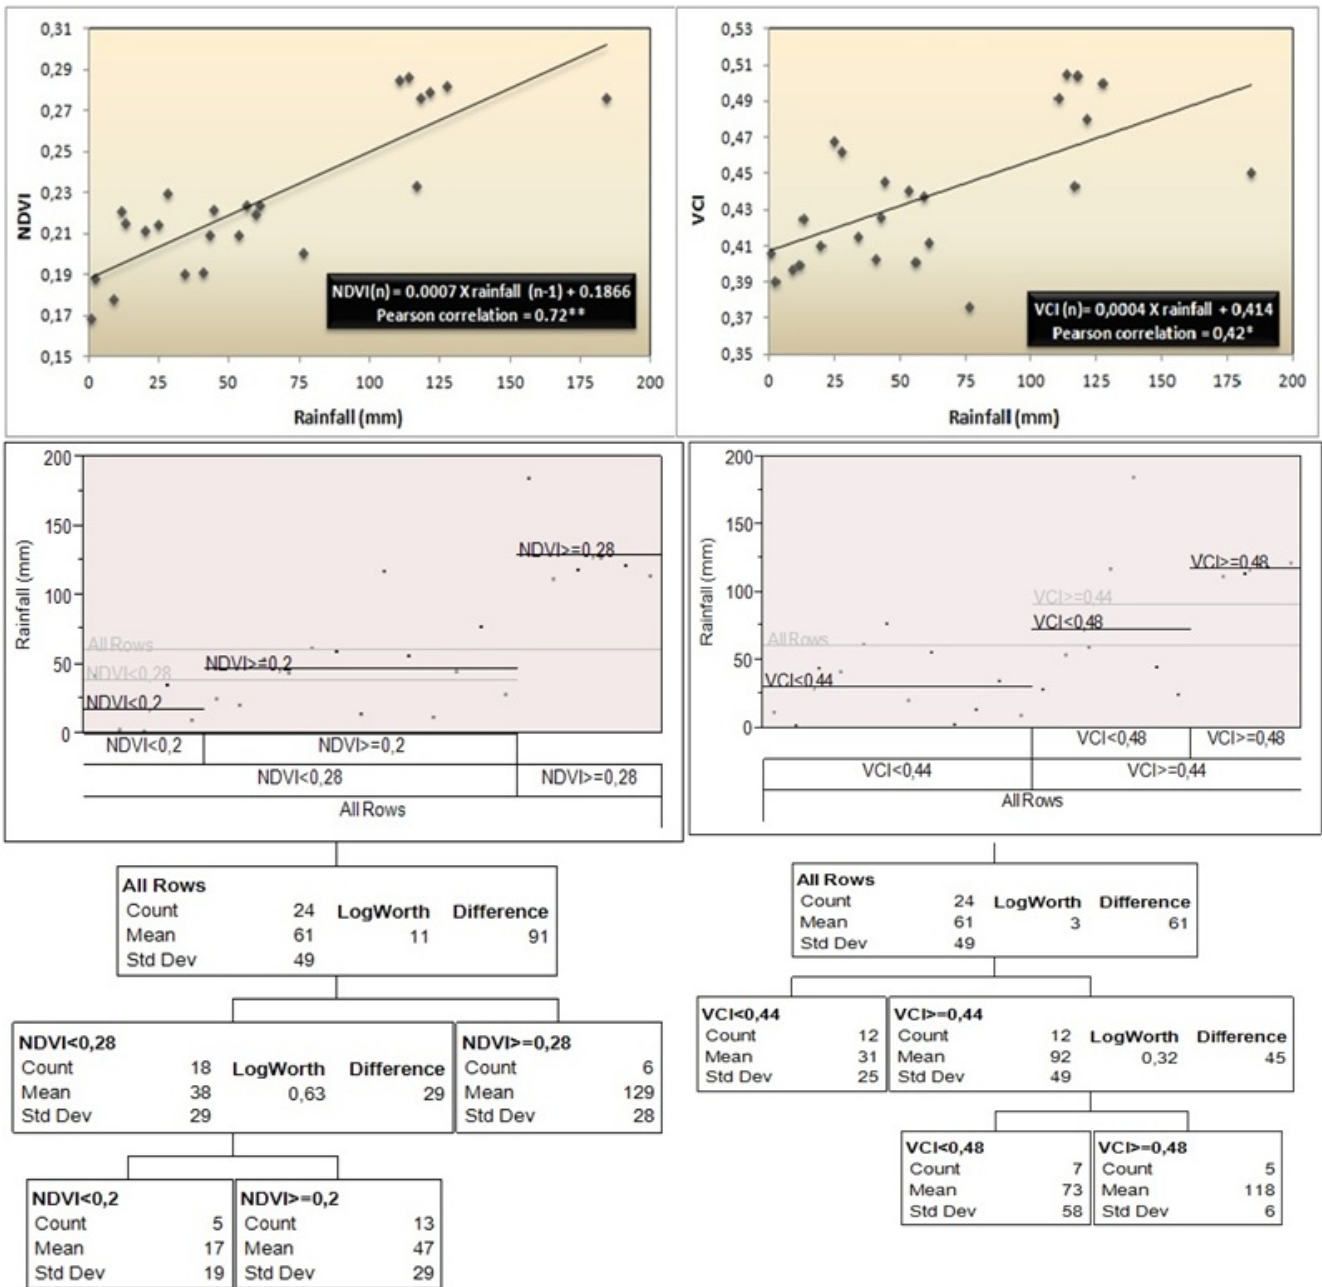 0,31
0,29
0,27
0,25
0,23
0,21
0,19
0,17
0,15
NDVI
0 25 50 75 100 125 150 175 200
Rainfall (mm)
NDVI(n) = 0.0007 X rainfall (n-1) + 0.1866
Pearson correlation = 0.72**
0,53
0,51
0,49
0,47
0,45
0,43
0,41
0,39
0,37
0,35
VCI
0 25 50 75 100 125 150 175 200
Rainfall (mm)
VCI (n)= 0,0004 X rainfall + 0,414
Pearson correlation = 0,42*
200
150
100
50
0
Rainfall (mm)
NDVI>=0,28
All Rows
NDVI>=0,2
NDVI<0,28
NDVI<0,2
NDVI<0,2 NDVI>=0,2
NDVI<0,28 NDVI>=0,28
All Rows
200
150
100
50
0
Rainfall (mm)
VCI>=0,48
VCI>=0,44
VCI<0,48
All Rows
VCI<0,44
VCI<0,48 VCI>=0,48
VCI<0,44 VCI>=0,44
All Rows
All Rows
Count 24 LogWorth Difference
Mean 61 11 91
Std Dev 49
NDVI<0,28
Count 18 LogWorth Difference
Mean 38 0,63 29
Std Dev 29
NDVI>=0,28
Count 6
Mean 129
Std Dev 28
NDVI<0,2
Count 5
Mean 17
Std Dev 19
NDVI>=0,2
Count 13
Mean 47
Std Dev 29
All Rows
Count 24 LogWorth Difference
Mean 61 3 61
Std Dev 49
VCI<0,44
Count 12
Mean 31
Std Dev 25
VCI>=0,44
Count 12 LogWorth Difference
Mean 92 0,32 45
Std Dev 49
VCI<0,48
Count 7
Mean 73
Std Dev 58
VCI>=0,48
Count 5
Mean 118
Std Dev 6